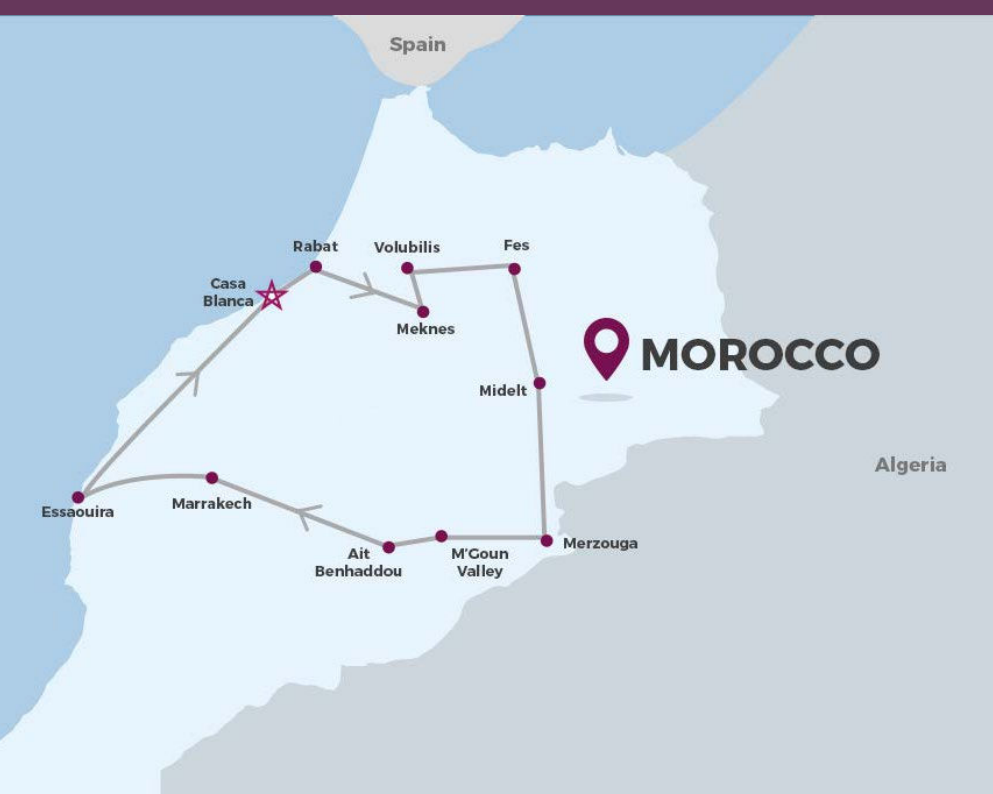 Spain
Rabat
Volubilis
Fes
Casa
Blanca
Meknes
MOROCCO
Midelt
Algeria
Essaouira
Marrakech
Merzouga
Ait
Benhaddou
M'Goun
Valley